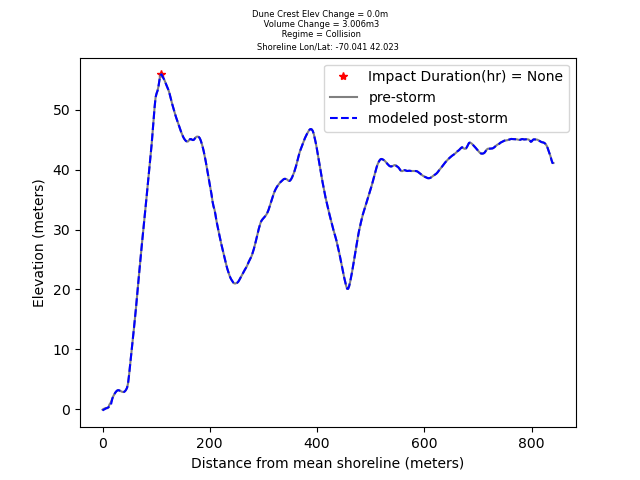 Dune Crest Elev Change = 0.0m
Volume Change = 3.006m3
Regime = Collision
Shoreline Lon/Lat: -70.041 42.023
Impact Duration(hr) = None
pre-storm
modeled post-storm
Elevation (meters)
50
40
30
20
10
0
0 200 400 600 800
Distance from mean shoreline (meters)